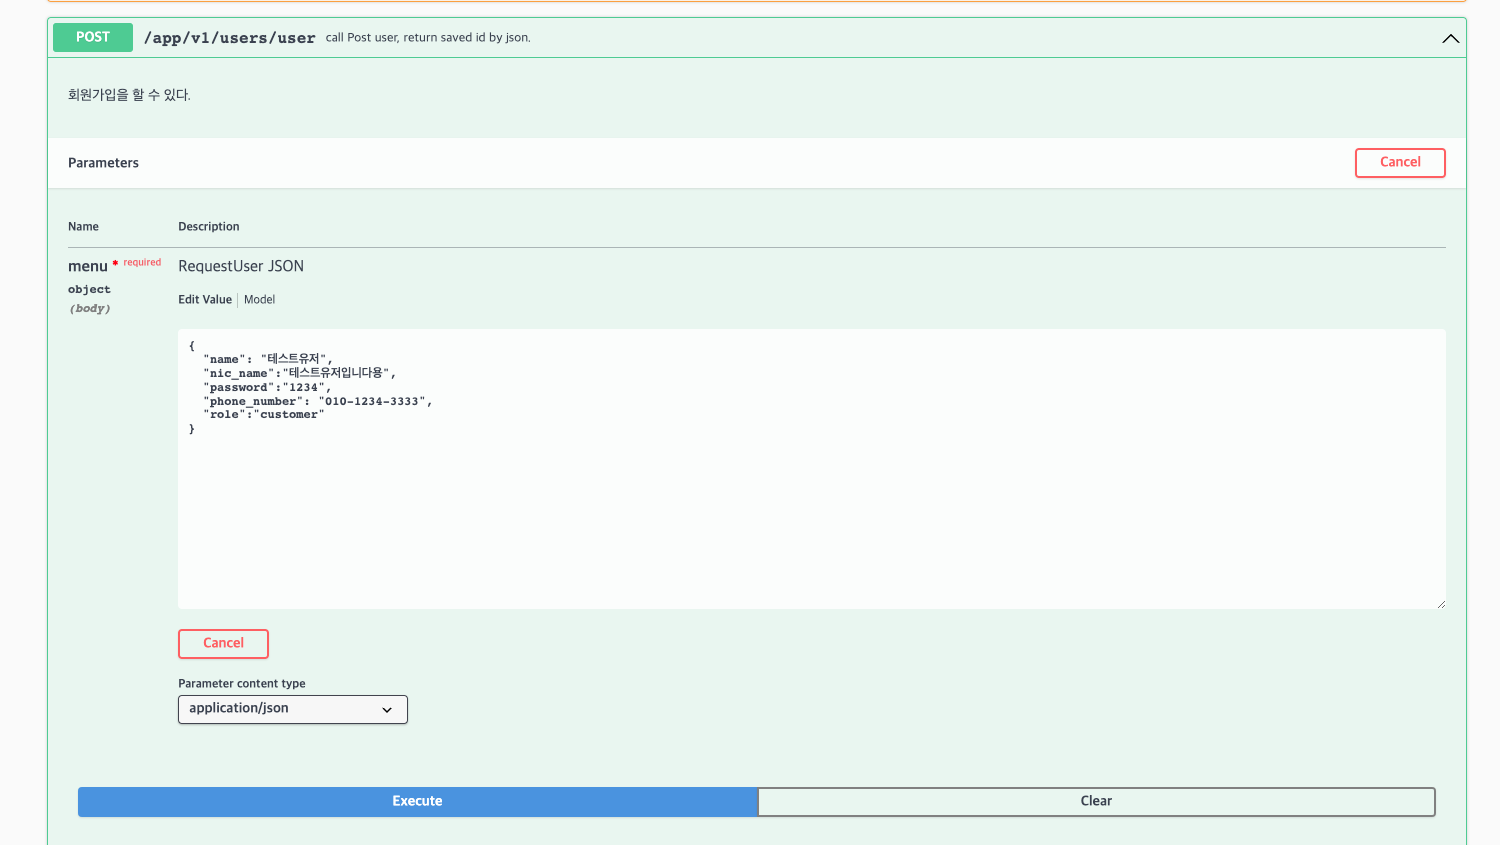 POST /app/v1/users/user call Post user, return saved id by json.
회원가입을 할 수 있다.
Parameters Cancel
Name Description
menu * required RequestUser JSON
object
(body)
Edit Value Model
{
"name": "테스트유저",
"nic_name":"테스트유저입니다용",
"password":"1234",
"phone_number": "010-1234-3333",
"role":"customer"
}
Cancel
Parameter content type
application/json
Execute Clear